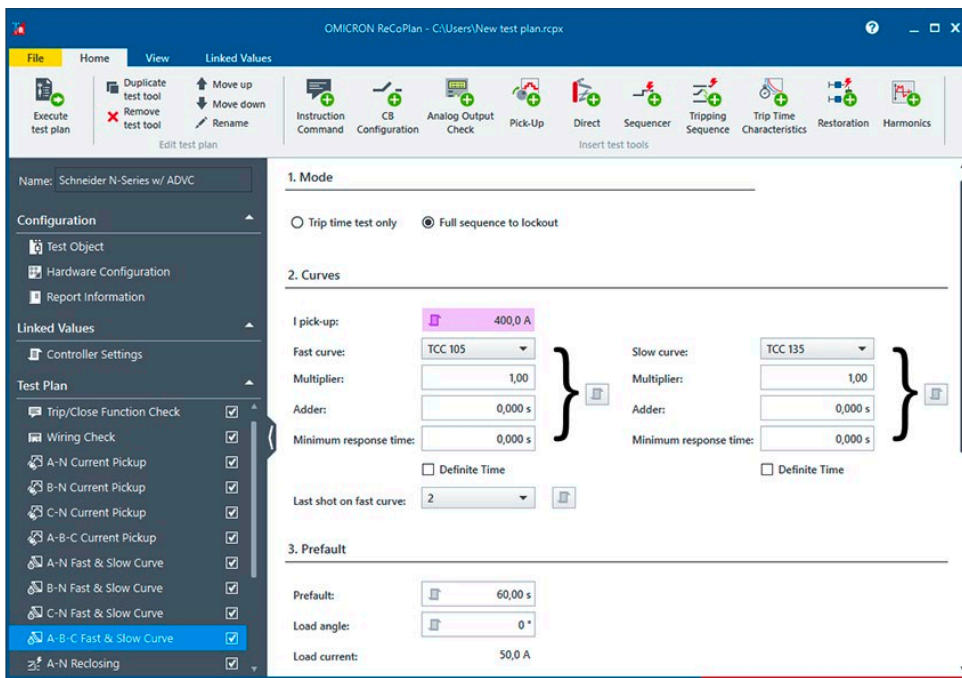 OMICRON ReCoPlan - C:\Users\New test plan.rcpx
File Home View Linked Values
Execute test plan
Duplicate test tool
Remove test tool
Move up
Move down
Rename
Edit test plan
Instruction Command
CB Configuration
Analog Output Check
Pick-Up
Direct
Sequencer
Tripping Sequence
Trip Time Characteristics
Restoration
Harmonics
Insert test tools
Name: Schneider N-Series w/ ADVC
Configuration
Test Object
Hardware Configuration
Report Information
Linked Values
Controller Settings
Test Plan
Trip/Close Function Check
Wiring Check
A-N Current Pickup
B-N Current Pickup
C-N Current Pickup
A-B-C Current Pickup
A-N Fast & Slow Curve
B-N Fast & Slow Curve
C-N Fast & Slow Curve
A-B-C Fast & Slow Curve
A-N Reclosing
1. Mode
Trip time test only Full sequence to lockout
2. Curves
I pick-up: 400,0 A
Fast curve: TCC 105 Slow curve: TCC 135
Multiplier: 1,00 Multiplier: 1,00
Adder: 0,000 s Adder: 0,000 s
Minimum response time: 0,000 s Minimum response time: 0,000 s
Definite Time Definite Time
Last shot on fast curve: 2
3. Prefault
Prefault: 60,00 s
Load angle: 0 °
Load current: 50,0 A